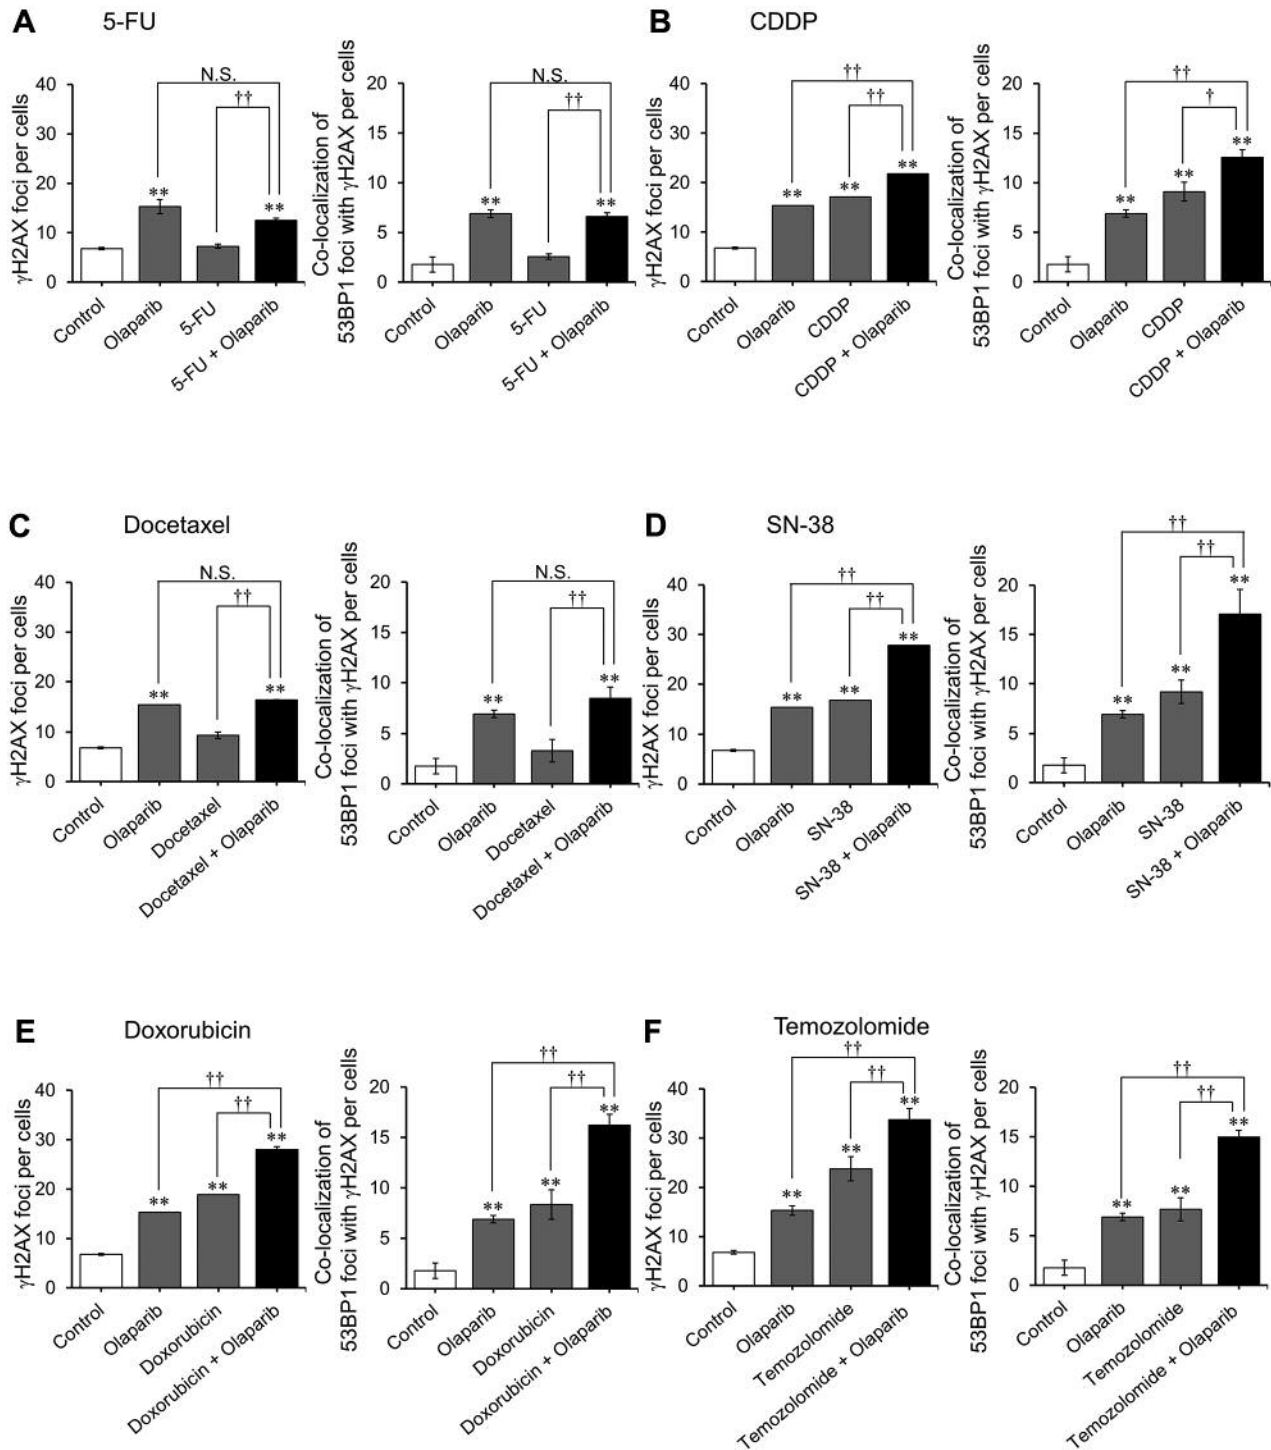 A 5-FU
γH2AX foci per cells
40
30
20
10
0
**
**
††
N.S.
Control
Olaparib
5-FU
5-FU + Olaparib
Co-localization of
53BP1 foci with γH2AX per cells
20
15
10
5
0
**
**
††
N.S.
Control
Olaparib
5-FU
5-FU + Olaparib
B CDDP
γH2AX foci per cells
40
30
20
10
0
**
**
**
††
††
Control
Olaparib
CDDP
CDDP + Olaparib
Co-localization of
53BP1 foci with γH2AX per cells
20
15
10
5
0
**
**
**
†
††
Control
Olaparib
CDDP
CDDP + Olaparib
C Docetaxel
γH2AX foci per cells
40
30
20
10
0
**
**
††
N.S.
Control
Olaparib
Docetaxel
Docetaxel + Olaparib
Co-localization of
53BP1 foci with γH2AX per cells
20
15
10
5
0
**
**
††
N.S.
Control
Olaparib
Docetaxel
Docetaxel + Olaparib
D SN-38
γH2AX foci per cells
40
30
20
10
0
**
**
**
††
††
Control
Olaparib
SN-38
SN-38 + Olaparib
Co-localization of
53BP1 foci with γH2AX per cells
20
15
10
5
0
**
**
**
††
††
Control
Olaparib
SN-38
SN-38 + Olaparib
E Doxorubicin
γH2AX foci per cells
40
30
20
10
0
**
**
**
††
††
Control
Olaparib
Doxorubicin
Doxorubicin + Olaparib
Co-localization of
53BP1 foci with γH2AX per cells
20
15
10
5
0
**
**
**
††
††
Control
Olaparib
Doxorubicin
Doxorubicin + Olaparib
F Temozolomide
γH2AX foci per cells
40
30
20
10
0
**
**
**
††
††
Control
Olaparib
Temozolomide
Temozolomide + Olaparib
Co-localization of
53BP1 foci with γH2AX per cells
20
15
10
5
0
**
**
**
††
††
Control
Olaparib
Temozolomide
Temozolomide + Olaparib